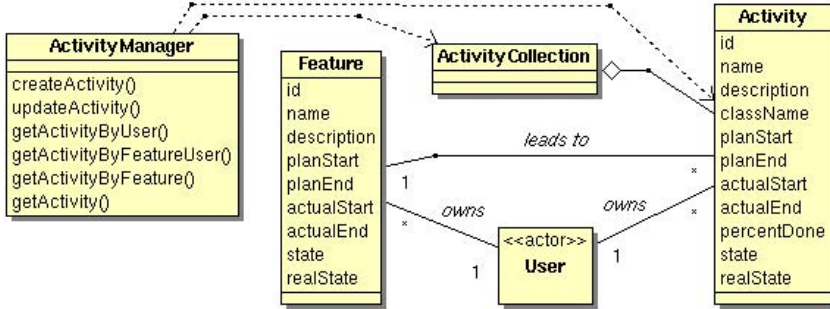 ActivityManager
createActivity()
updateActivity()
getActivityByUser()
getActivityByFeatureUser()
getActivityByFeature()
getActivity()
Feature
id
name
description
planStart
planEnd
actualStart
actualEnd
state
realState
ActivityCollection
Activity
id
name
description
className
planStart
planEnd
actualStart
actualEnd
percentDone
state
realState
leads to
1
*
owns
*
1
owns
*
1
<<actor>>
User